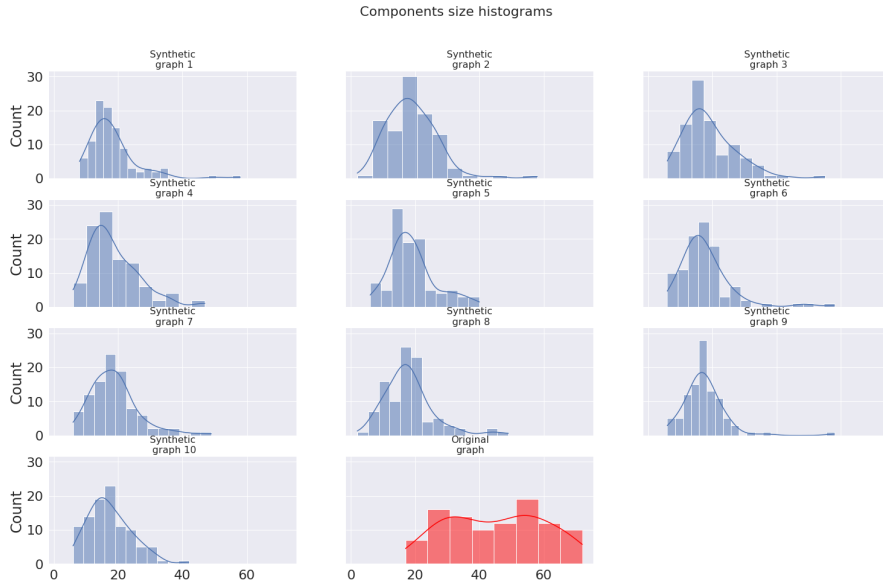 Components size histograms
Synthetic
graph 1
Synthetic
graph 2
Synthetic
graph 3
30
20
10
0
Count
Synthetic
graph 4
Synthetic
graph 5
Synthetic
graph 6
30
20
10
0
Count
Synthetic
graph 7
Synthetic
graph 8
Synthetic
graph 9
30
20
10
0
Count
Synthetic
graph 10
Original
graph
30
20
10
0
Count
0 20 40 60
0 20 40 60